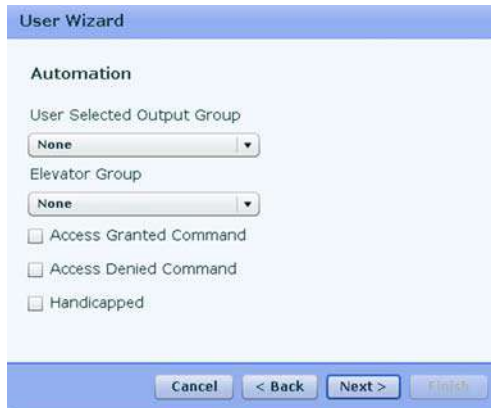 User Wizard
Automation
User Selected Output Group
None
Elevator Group
None
Access Granted Command
Access Denied Command
Handicapped
Cancel < Back Next > Finish